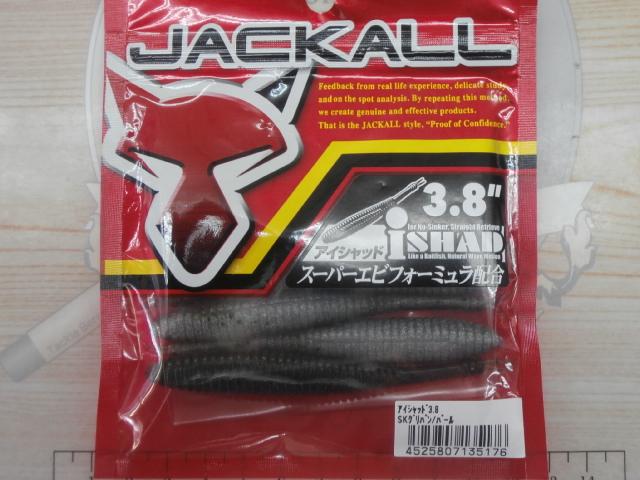 JACKALL
Feedback from real life experience, delicate study
and on the spot analysis. By repeating this method,
we create genuine and effective products.
That is the JACKALL style, "Proof of Confidence."
3.8"
for No-Sinker, Straight Retrieve
アイシャッド
iSHAD
Like a Baitfish, Natural Wave Motion
スーパーエビフォーミュラ配合
アイシャッド3.8
SKグリパン/パール
4525807135176